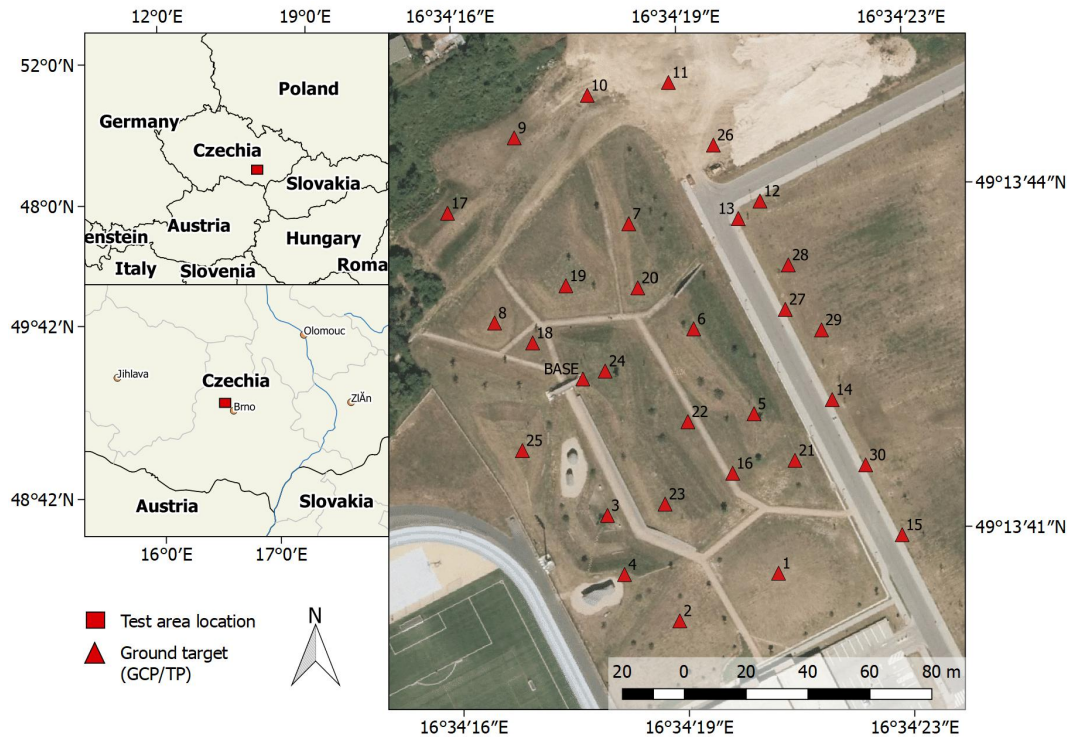 12°0′E
19°0′E
16°34′16″E
16°34′19″E
16°34′23″E
52°0′N
48°0′N
Poland
Germany
Czechia
Slovakia
Austria
Hungary
enstein
Italy
Slovenia
Roma
49°42′N
48°42′N
Olomouc
Jihlava
Czechia
Brno
ZlÃn
Austria
Slovakia
16°0′E
17°0′E
Test area location
Ground target
(GCP/TP)
N
11
10
9
26
12
13
17
7
28
19
20
27
8
6
29
18
24
BASE
14
5
22
25
21
16
30
23
3
15
4
1
2
49°13′44″N
49°13′41″N
20 0 20 40 60 80 m
16°34′16″E
16°34′19″E
16°34′23″E